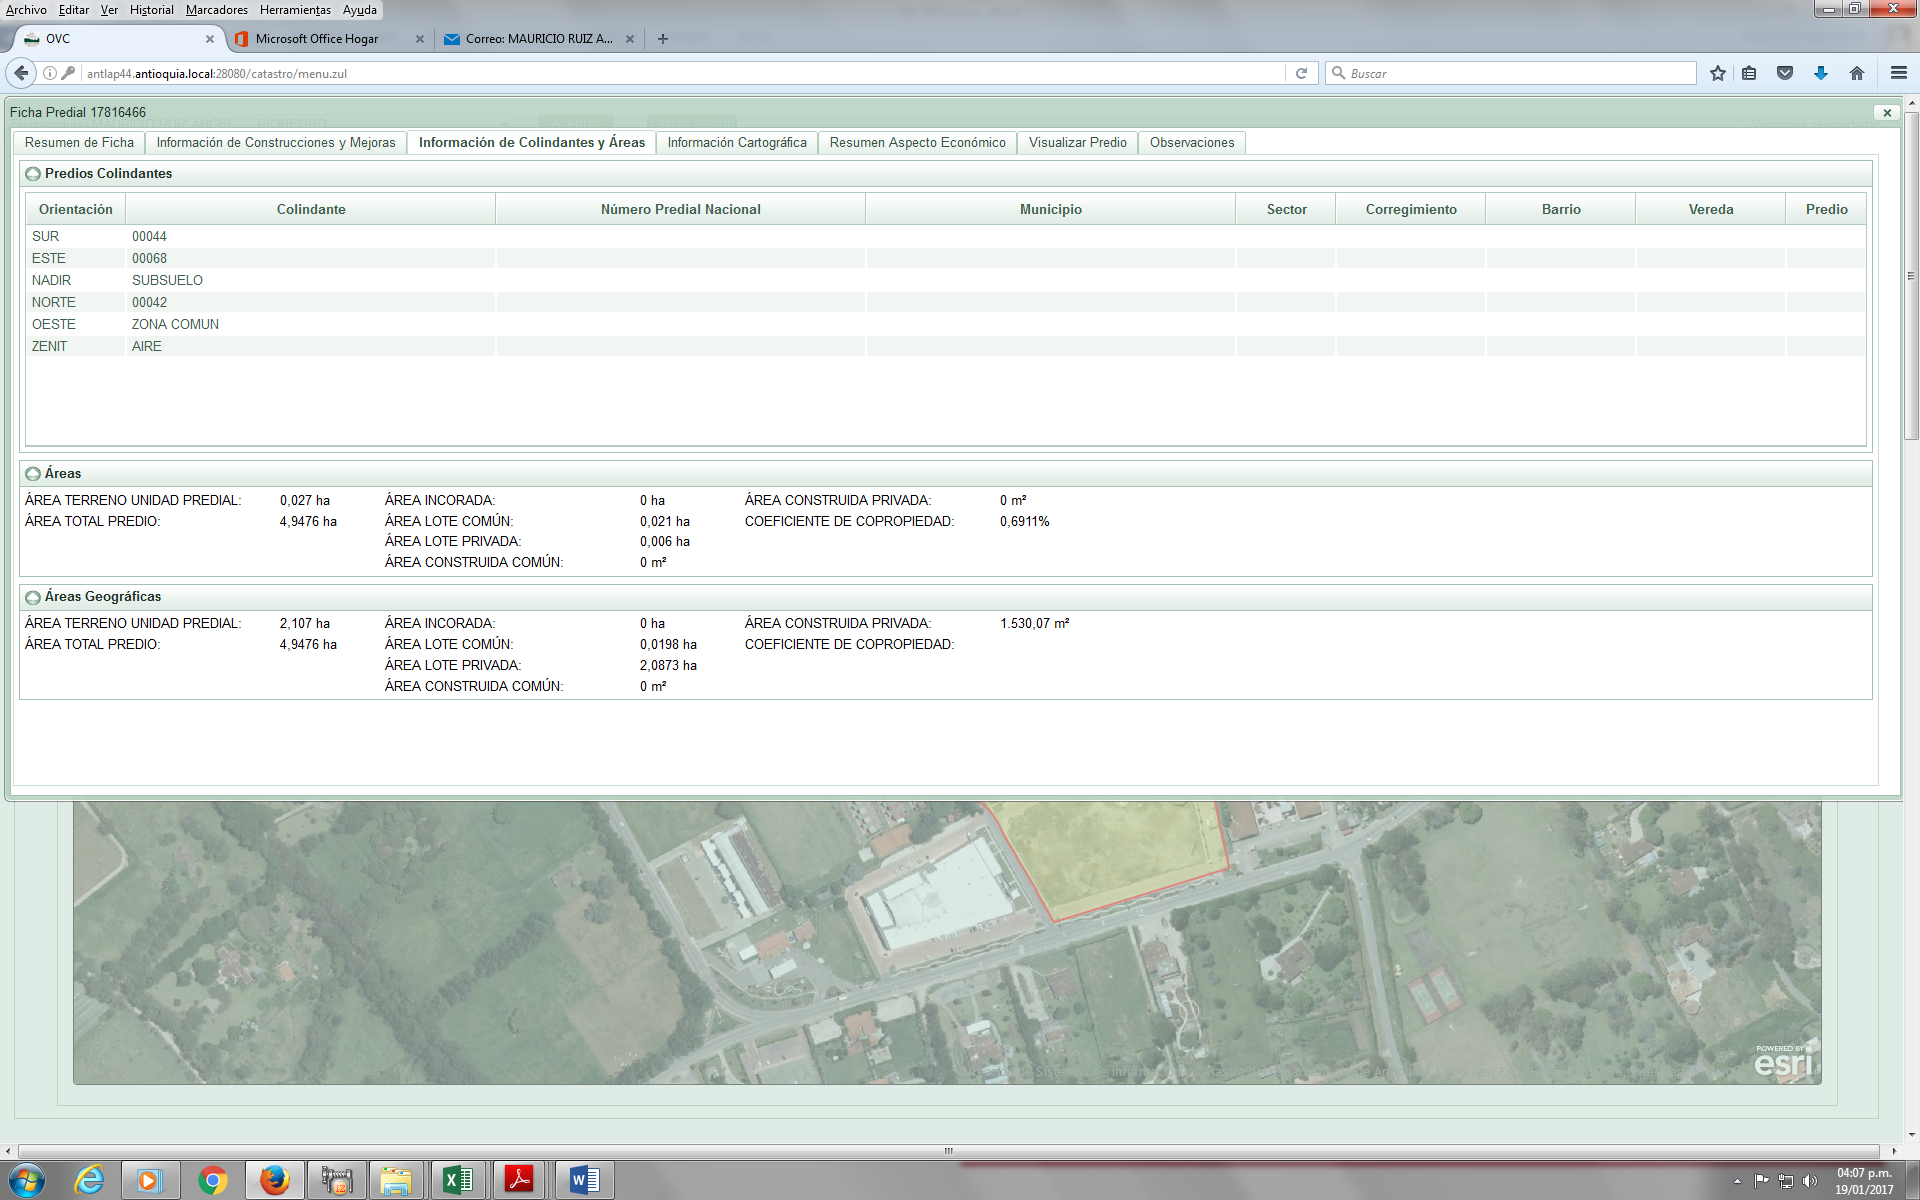 Archivo Editar Ver Historial Marcadores Herramientas Ayuda
OVC Microsoft Office Hogar Correo: MAURICIO RUIZ A...
antlap44.antioquia.local:28080/catastro/menu.zul Buscar
Ficha Predial 17816466
Resumen de Ficha Información de Construcciones y Mejoras Información de Colindantes y Áreas Información Cartográfica Resumen Aspecto Económico Visualizar Predio Observaciones
Predios Colindantes
Orientación Colindante Número Predial Nacional Municipio Sector Corregimiento Barrio Vereda Predio
SUR 00044
ESTE 00068
NADIR SUBSUELO
NORTE 00042
OESTE ZONA COMUN
ZENIT AIRE
Áreas
ÁREA TERRENO UNIDAD PREDIAL: 0,027 ha ÁREA INCORADA: 0 ha ÁREA CONSTRUIDA PRIVADA: 0 m²
ÁREA TOTAL PREDIO: 4,9476 ha ÁREA LOTE COMÚN: 0,021 ha COEFICIENTE DE COPROPIEDAD: 0,6911%
ÁREA LOTE PRIVADA: 0,006 ha
ÁREA CONSTRUIDA COMÚN: 0 m²
Áreas Geográficas
ÁREA TERRENO UNIDAD PREDIAL: 2,107 ha ÁREA INCORADA: 0 ha ÁREA CONSTRUIDA PRIVADA: 1.530,07 m²
ÁREA TOTAL PREDIO: 4,9476 ha ÁREA LOTE COMÚN: 0,0198 ha COEFICIENTE DE COPROPIEDAD:
ÁREA LOTE PRIVADA: 2,0873 ha
ÁREA CONSTRUIDA COMÚN: 0 m²
POWERED BY
esri
04:07 p.m.
19/01/2017